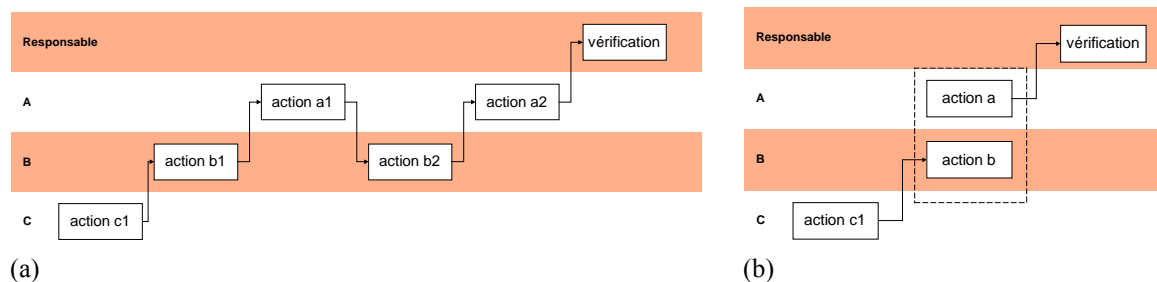 Responsable
vérification
A
action a1
action a2
B
action b1
action b2
C
action c1
(a)
Responsable
vérification
A
action a
B
action b
C
action c1
(b)